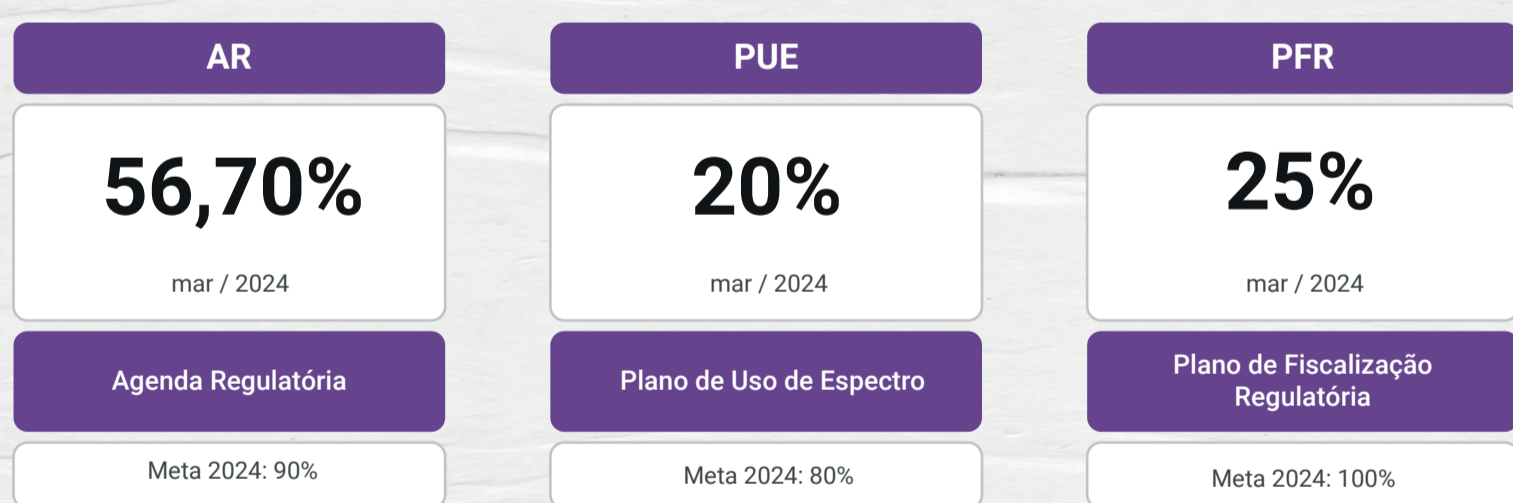 AR
56,70%
mar / 2024
Agenda Regulatória
Meta 2024: 90%
PUE
20%
mar / 2024
Plano de Uso de Espectro
Meta 2024: 80%
PFR
25%
mar / 2024
Plano de Fiscalização
Regulatória
Meta 2024: 100%